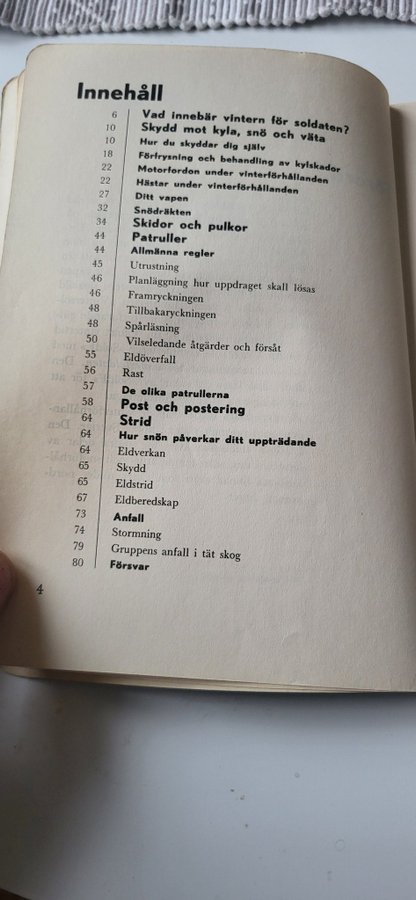 Innehåll
6 Vad innebär vintern för soldaten?
10 Skydd mot kyla, snö och väta
10 Hur du skyddar dig själv
18 Förfrysning och behandling av kylskador
22 Motorfordon under vinterförhållanden
22 Hästar under vinterförhållanden
27 Ditt vapen
32 Snödräkten
34 Skidor och pulkor
44 Patruller
44 Allmänna regler
45 Utrustning
46 Planläggning hur uppdraget skall lösas
46 Framryckningen
48 Tillbakaryckningen
48 Spårläsning
50 Vilseledande åtgärder och försåt
55 Eldöverfall
56 Rast
57 De olika patrullerna
58 Post och postering
64 Strid
64 Hur snön påverkar ditt uppträdande
64 Eldverkan
65 Skydd
65 Eldstrid
67 Eldberedskap
73 Anfall
74 Stormning
79 Gruppens anfall i tät skog
80 Försvar
4